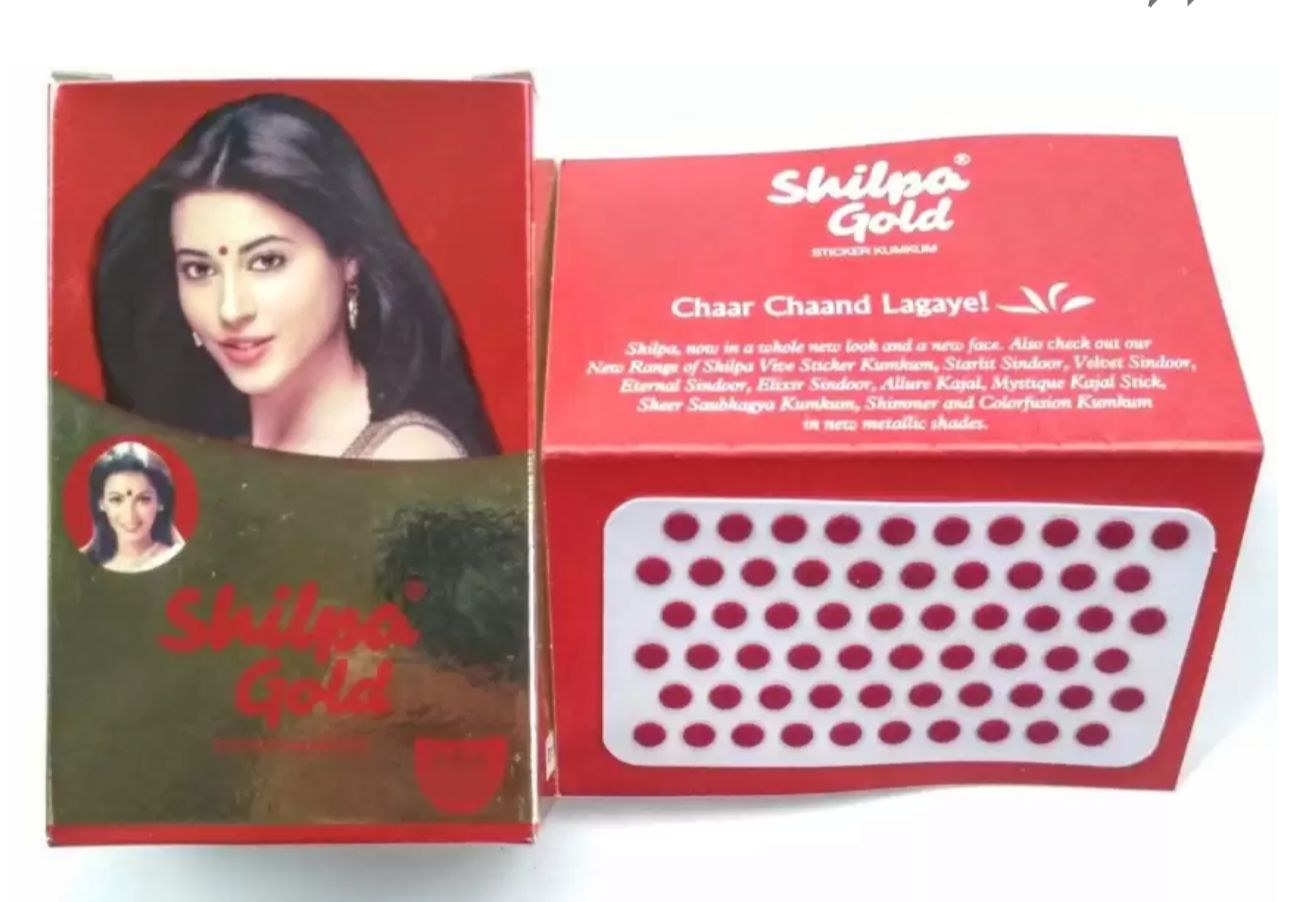 Shilpa®
Gold
Shilpa®
Gold
STICKER KUMKUM
Chaar Chaand Lagaye!
Shilpa, now in a whole new look and a new face. Also check out our
New Range of Shilpa Vive Sticker Kumkum, Starlit Sindoor, Velvet Sindoor,
Eternal Sindoor, Elixir Sindoor, Allure Kajal, Mystique Kajal Stick,
Sheer Saubhagya Kumkum, Shimmer and Colorfusion Kumkum
in new metallic shades.